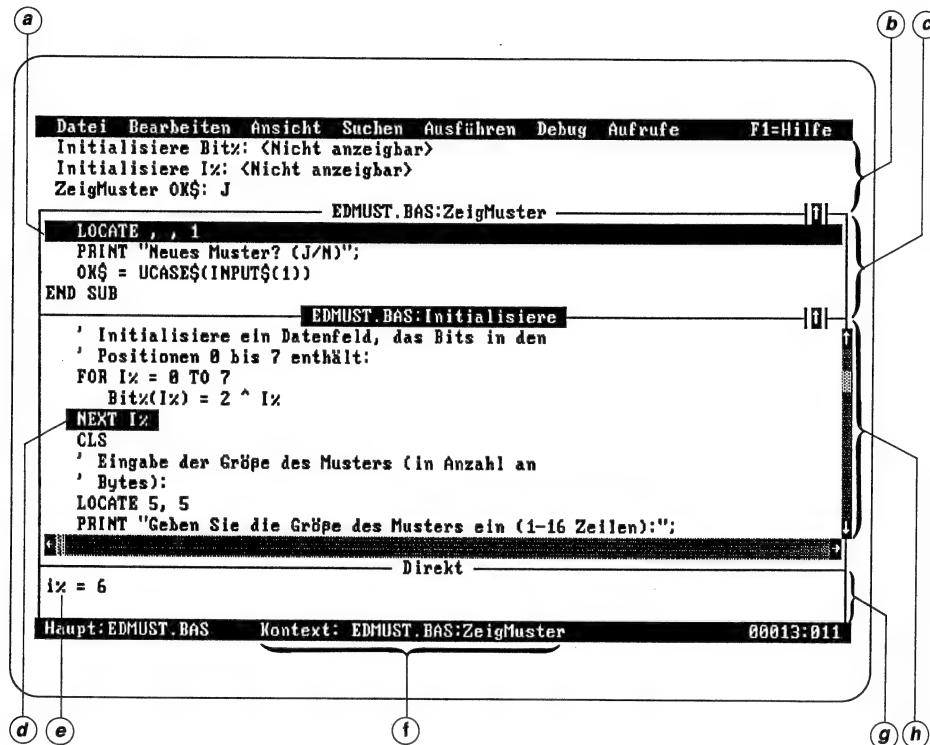 a
b
c
Datei Bearbeiten Ansicht Suchen Ausführen Debug Aufrufe F1=Hilfe
Initialisiere Bit%: <Nicht anzeigbar>
Initialisiere I%: <Nicht anzeigbar>
ZeigMuster OK$: J
EDMUST.BAS:ZeigMuster
LOCATE , , 1
PRINT "Neues Muster? (J/N)";
OK$ = UCASE$(INPUT$(1))
END SUB
EDMUST.BAS:Initialisiere
' Initialisiere ein Datenfeld, das Bits in den
' Positionen 0 bis 7 enthält:
FOR I% = 0 TO 7
Bit%(I%) = 2 ^ I%
NEXT I%
CLS
' Eingabe der Größe des Musters (in Anzahl an
' Bytes):
LOCATE 5, 5
PRINT "Geben Sie die Größe des Musters ein (1-16 Zeilen):";
Direkt
i% = 6
Haupt:EDMUST.BAS Kontext: EDMUST.BAS:ZeigMuster 00013:011
d
e
f
g
h